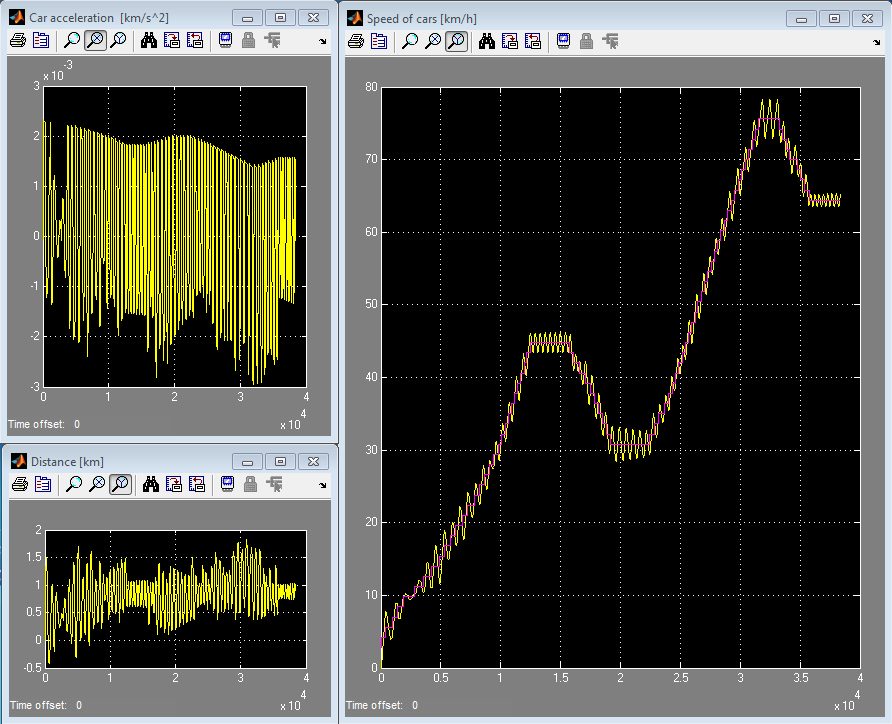 Car acceleration [km/s^2]
x 10^-3
3
2
1
0
-1
-2
-3
0 1 2 3 4
x 10^4
Time offset: 0
Distance [km]
2
1.5
1
0.5
0
-0.5
0 1 2 3 4
x 10^4
Time offset: 0
Speed of cars [km/h]
80
70
60
50
40
30
20
10
0
0 0.5 1 1.5 2 2.5 3 3.5 4
x 10^4
Time offset: 0